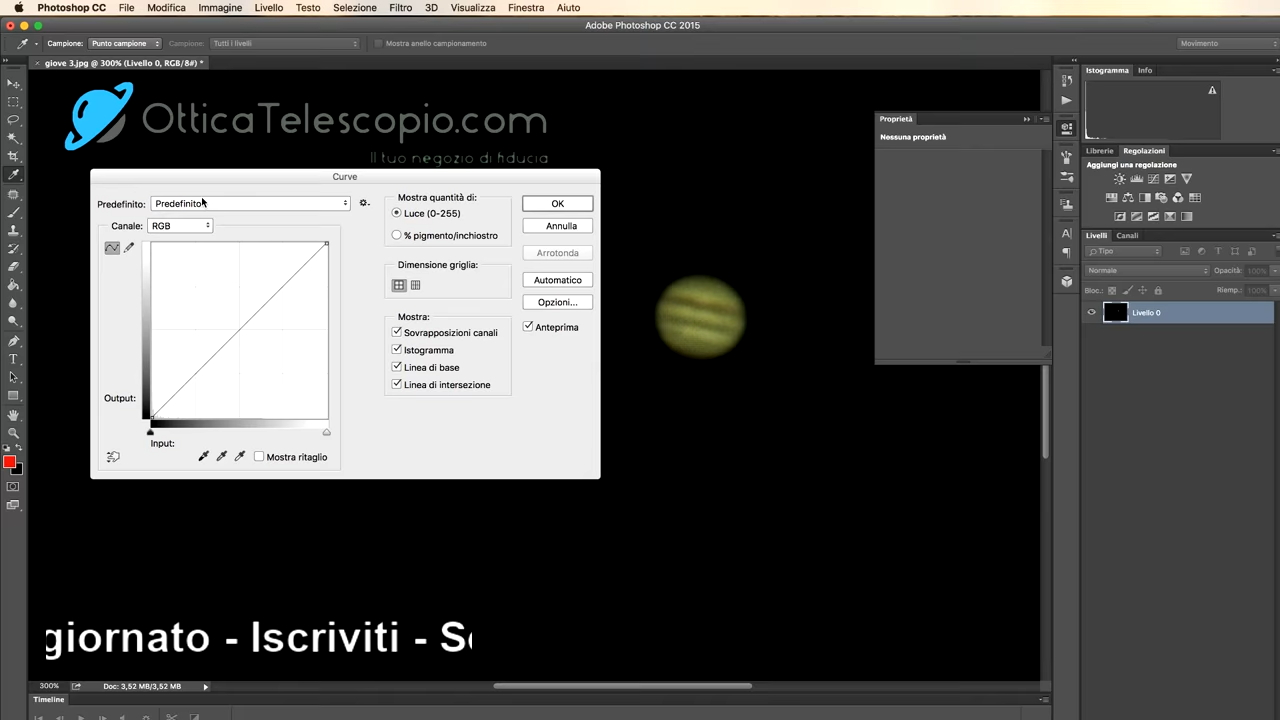 Photoshop CC File Modifica Immagine Livello Testo Selezione Filtro 3D Visualizza Finestra Aiuto
Adobe Photoshop CC 2015
Campione: Punto campione Campione: Tutti i livelli Mostra anello campionamento Movimento
giove 3.jpg @ 300% (Livello 0, RGB/8#) *
OtticaTelescopio.com
Il tuo negozio di fiducia
Curve
Predefinito: Predefinito
Canale: RGB
Output:
Input:
Mostra ritaglio
Mostra quantità di:
Luce (0-255)
% pigmento/inchiostro
Dimensione griglia:
Mostra:
Sovrapposizioni canali
Istogramma
Linea di base
Linea di intersezione
OK
Annulla
Arrotonda
Automatico
Opzioni...
Anteprima
Proprietà
Nessuna proprietà
Istogramma Info
Librerie Regolazioni
Aggiungi una regolazione
Livelli Canali
Tipo
Normale Opacità: 100%
Bloc.: Riemp.: 100%
Livello 0
giornato - Iscriviti - S
300% Doc: 3,52 MB/3,52 MB
Timeline